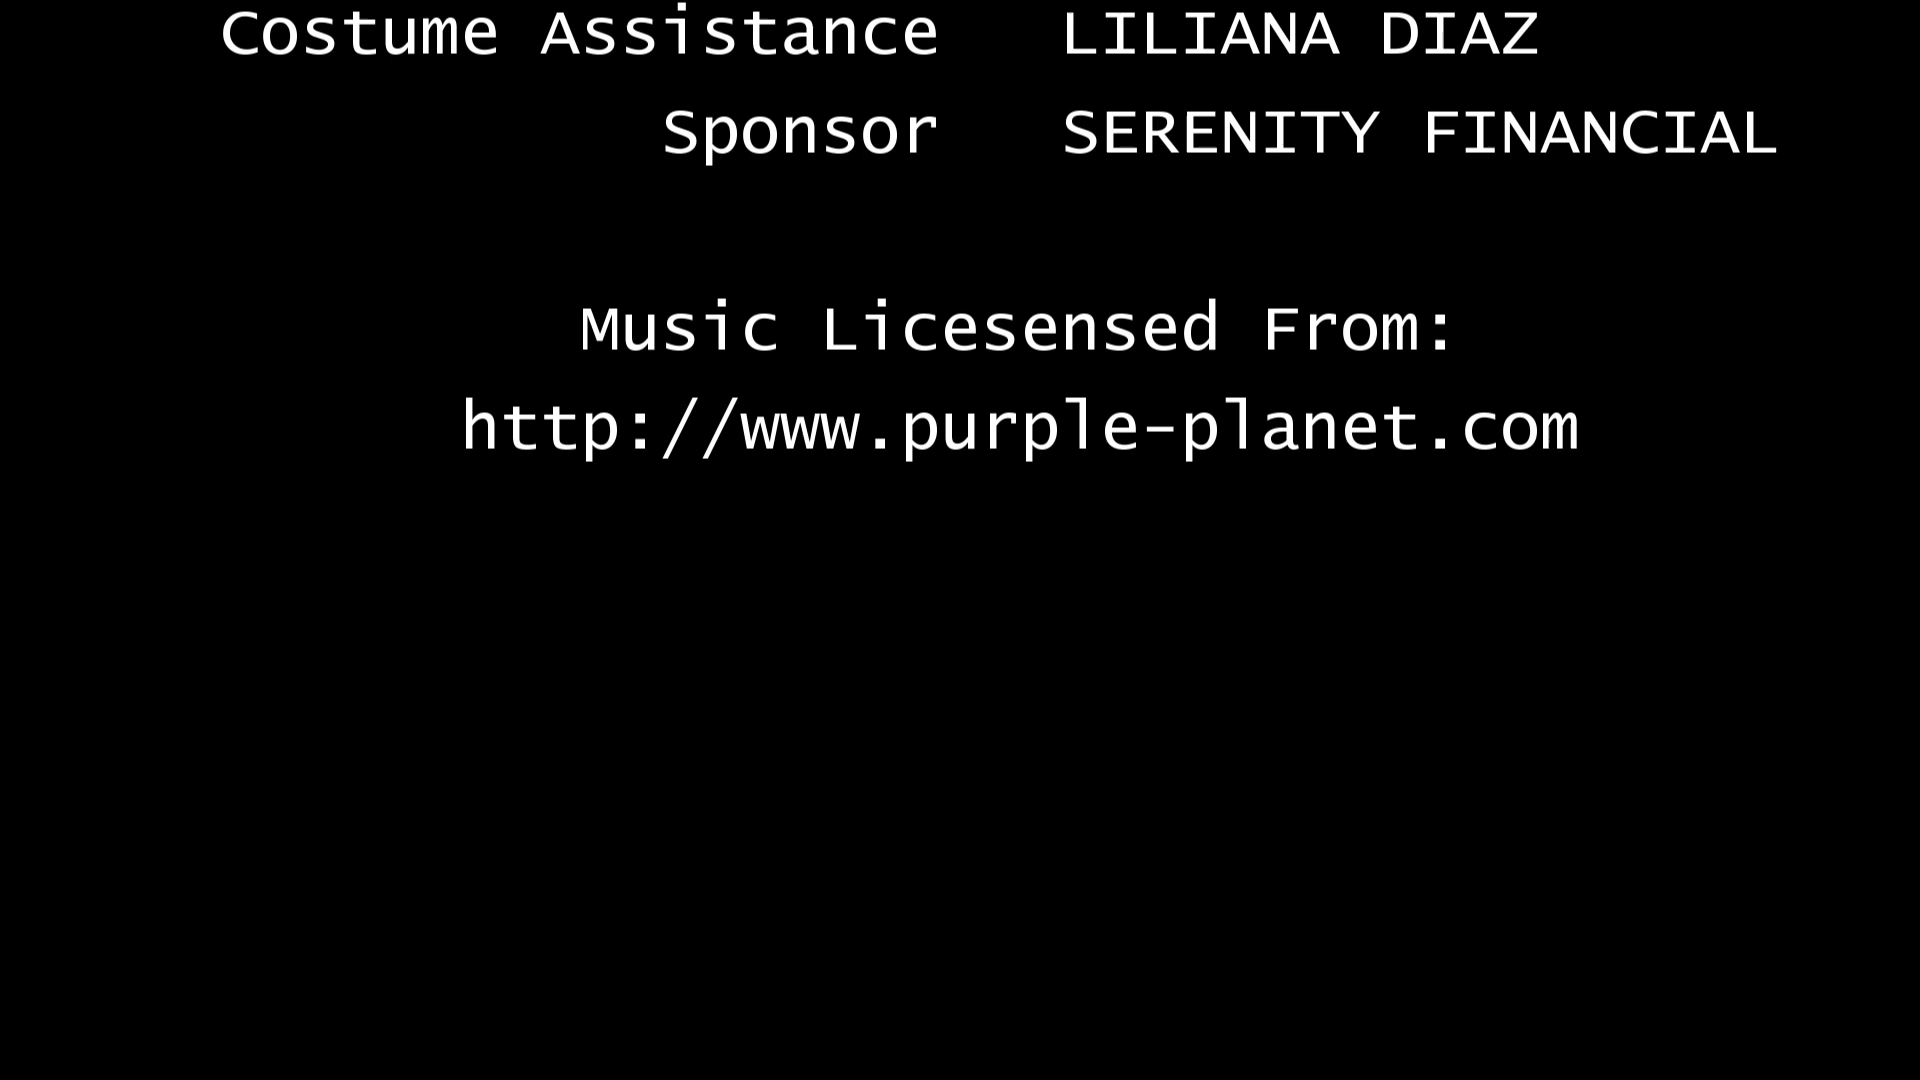 Costume Assistance LILIANA DIAZ
Sponsor SERENITY FINANCIAL
Music Licesensed From:
http://www.purple-planet.com